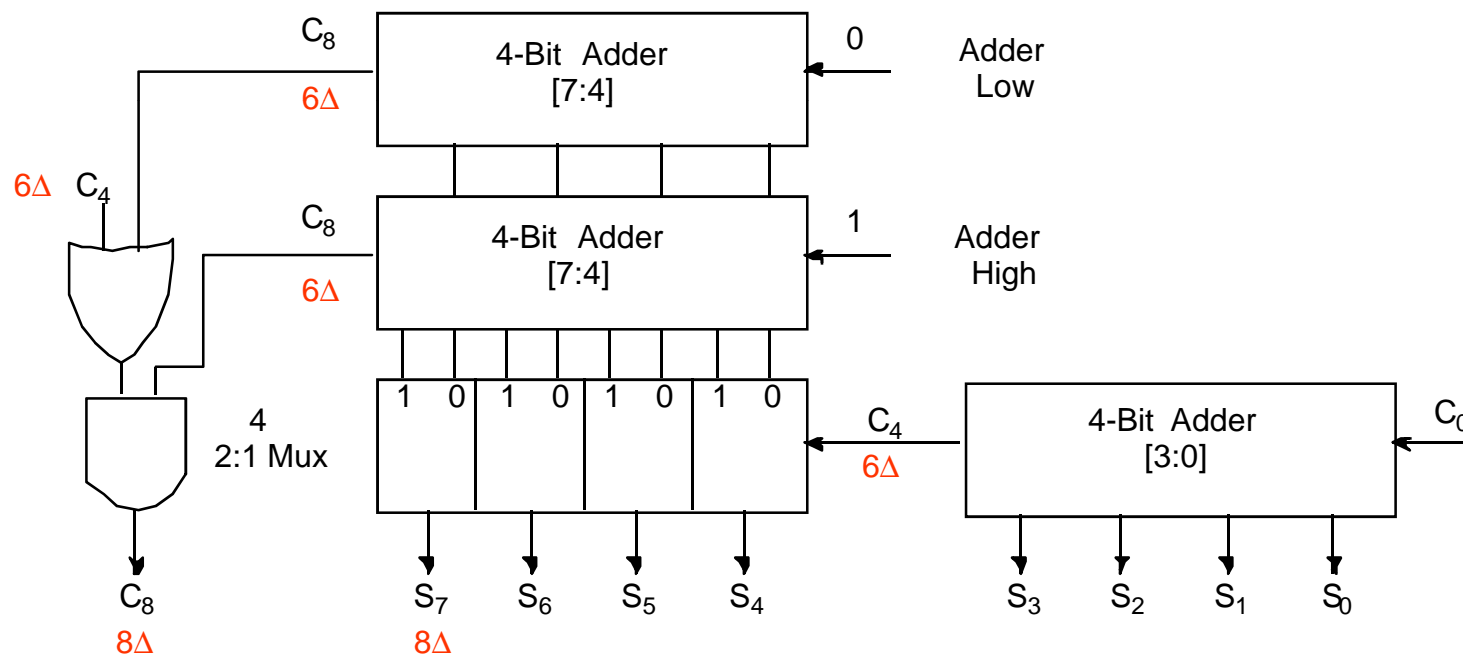 C8
4-Bit Adder
[7:4]
0
Adder
Low
6Δ
6Δ C4
C8
4-Bit Adder
[7:4]
1
Adder
High
6Δ
1 0 1 0 1 0 1 0
4
2:1 Mux
C4
6Δ
4-Bit Adder
[3:0]
C0
C8
S7 S6 S5 S4
S3 S2 S1 S0
8Δ
8Δ